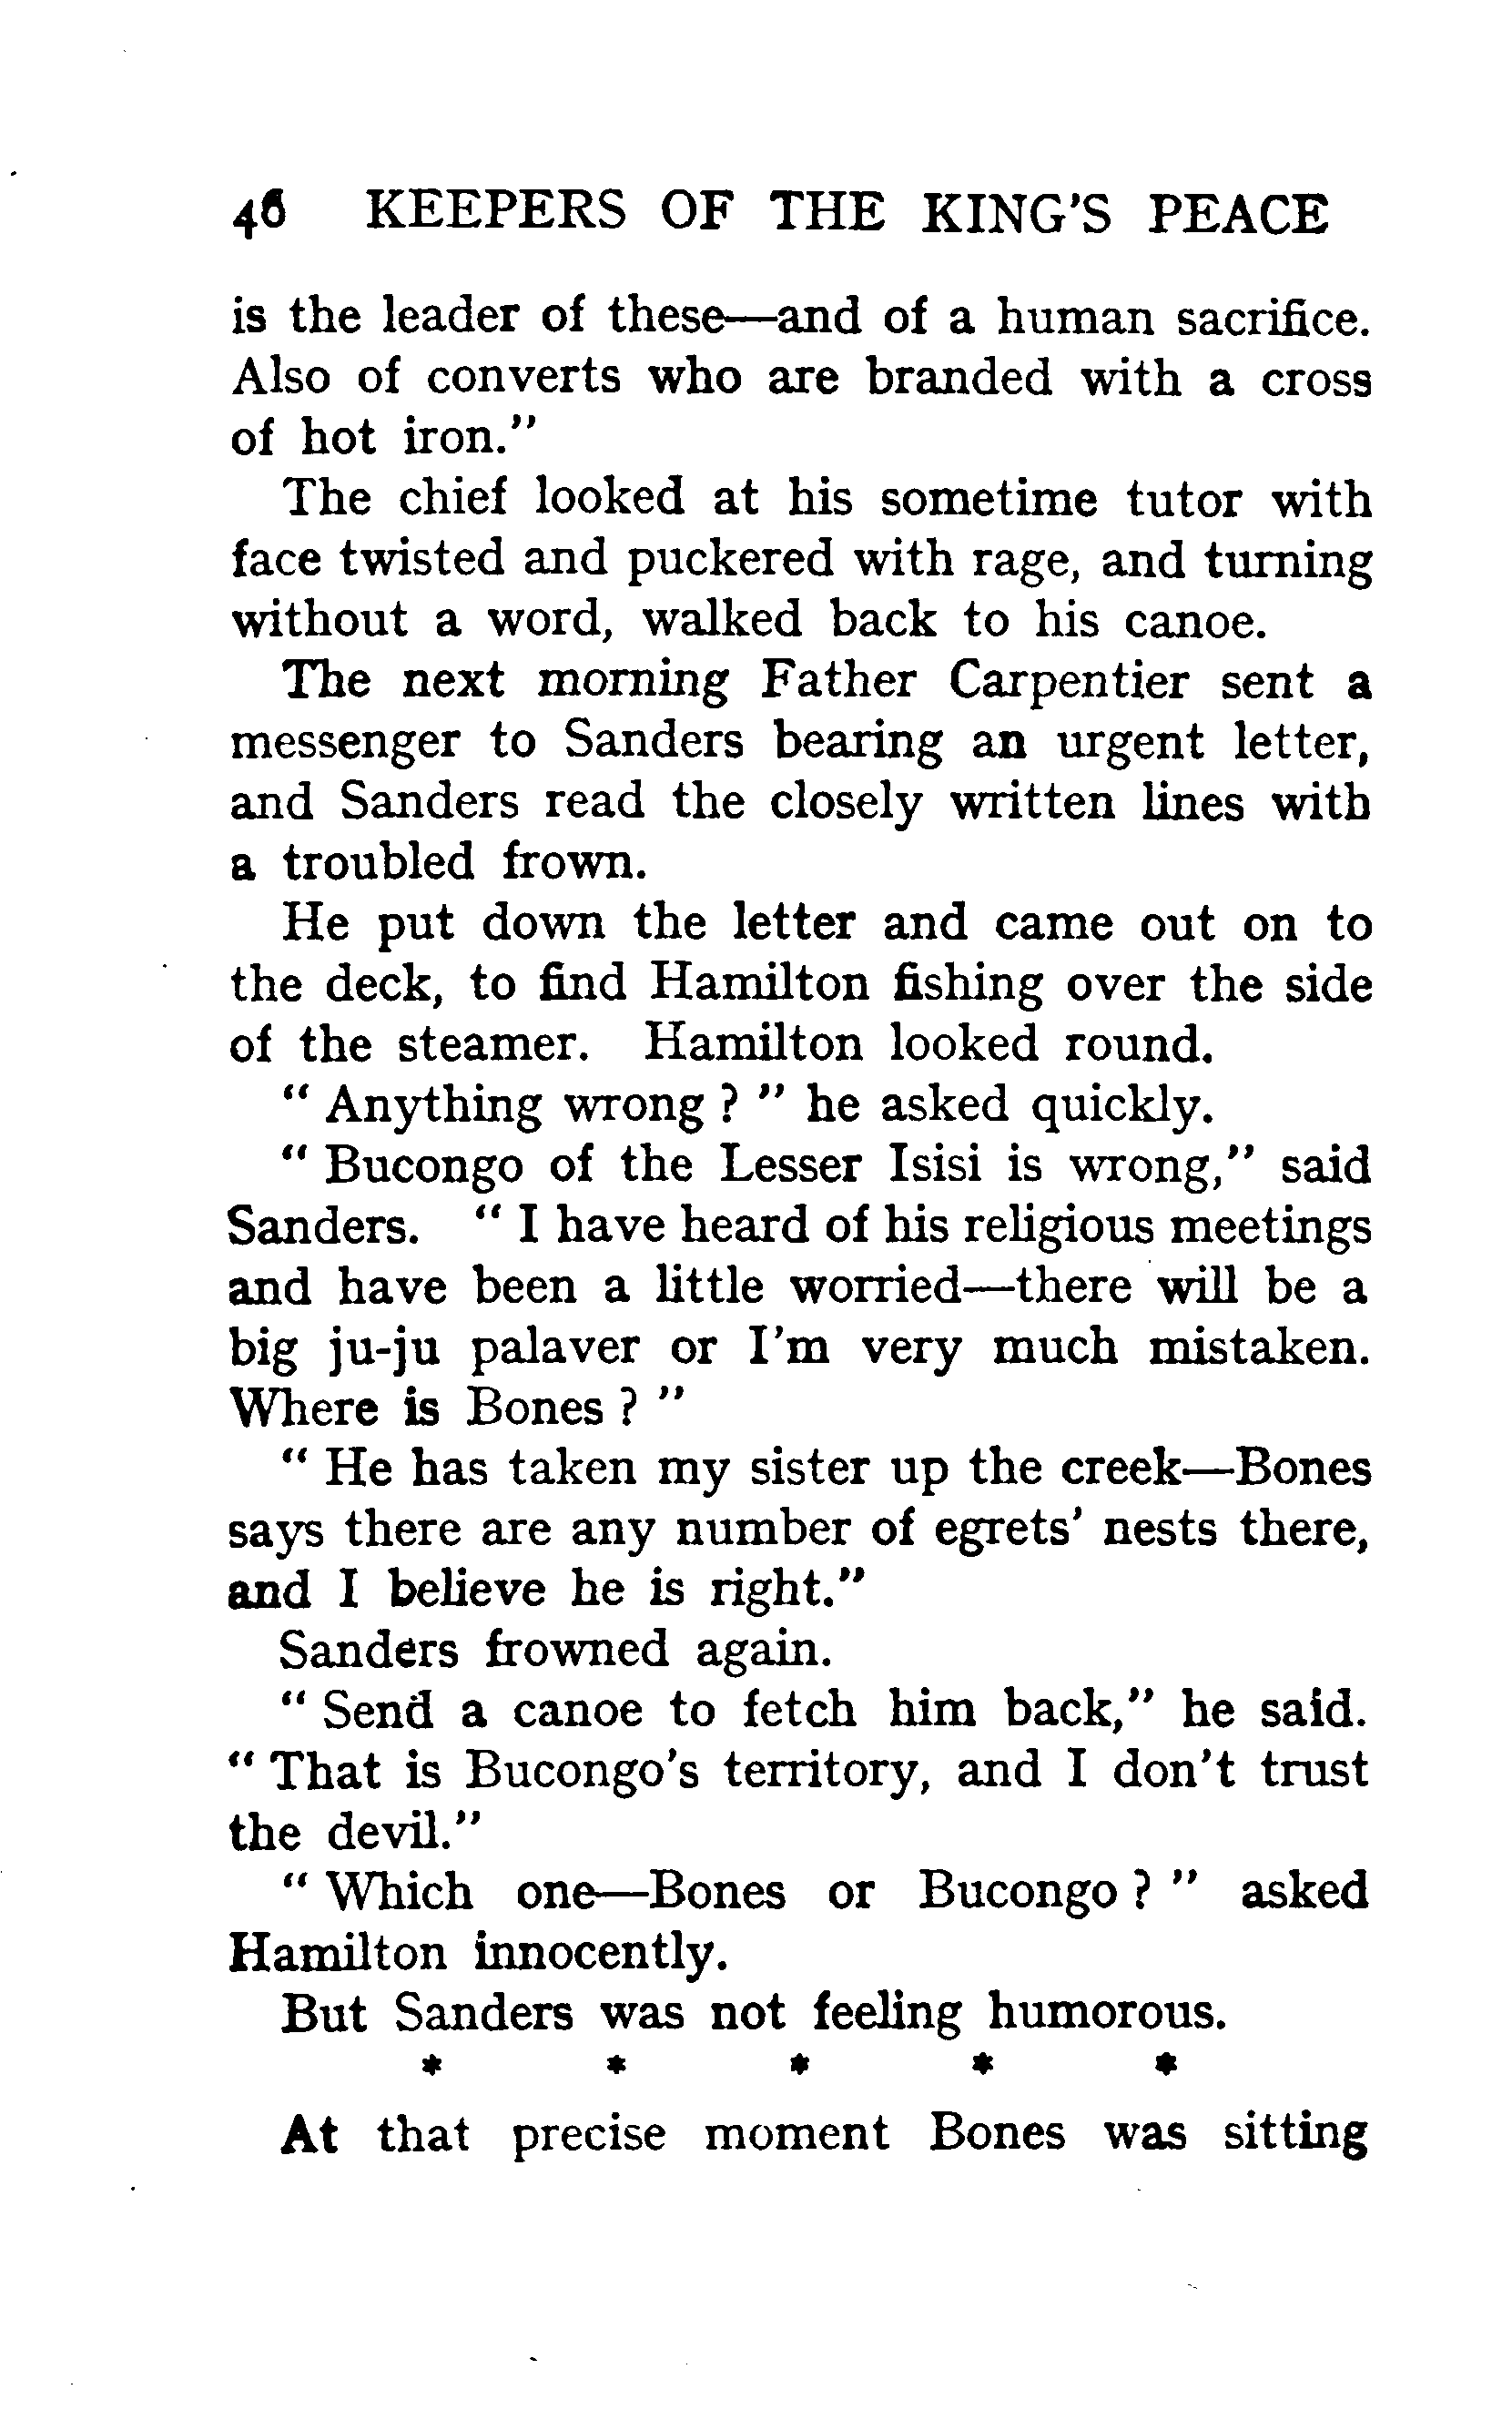 46 KEEPERS OF THE KING'S PEACE
is the leader of these—and of a human sacrifice.
Also of converts who are branded with a cross
of hot iron."
The chief looked at his sometime tutor with
face twisted and puckered with rage, and turning
without a word, walked back to his canoe.
The next morning Father Carpentier sent a
messenger to Sanders bearing an urgent letter,
and Sanders read the closely written lines with
a troubled frown.
He put down the letter and came out on to
the deck, to find Hamilton fishing over the side
of the steamer. Hamilton looked round.
" Anything wrong ? " he asked quickly.
" Bucongo of the Lesser Isisi is wrong," said
Sanders. " I have heard of his religious meetings
and have been a little worried—there will be a
big ju-ju palaver or I'm very much mistaken.
Where is Bones ? "
" He has taken my sister up the creek—Bones
says there are any number of egrets' nests there,
and I believe he is right."
Sanders frowned again.
" Send a canoe to fetch him back," he said.
" That is Bucongo's territory, and I don't trust
the devil."
" Which one—Bones or Bucongo ? " asked
Hamilton innocently.
But Sanders was not feeling humorous.
* * * * *
At that precise moment Bones was sitting